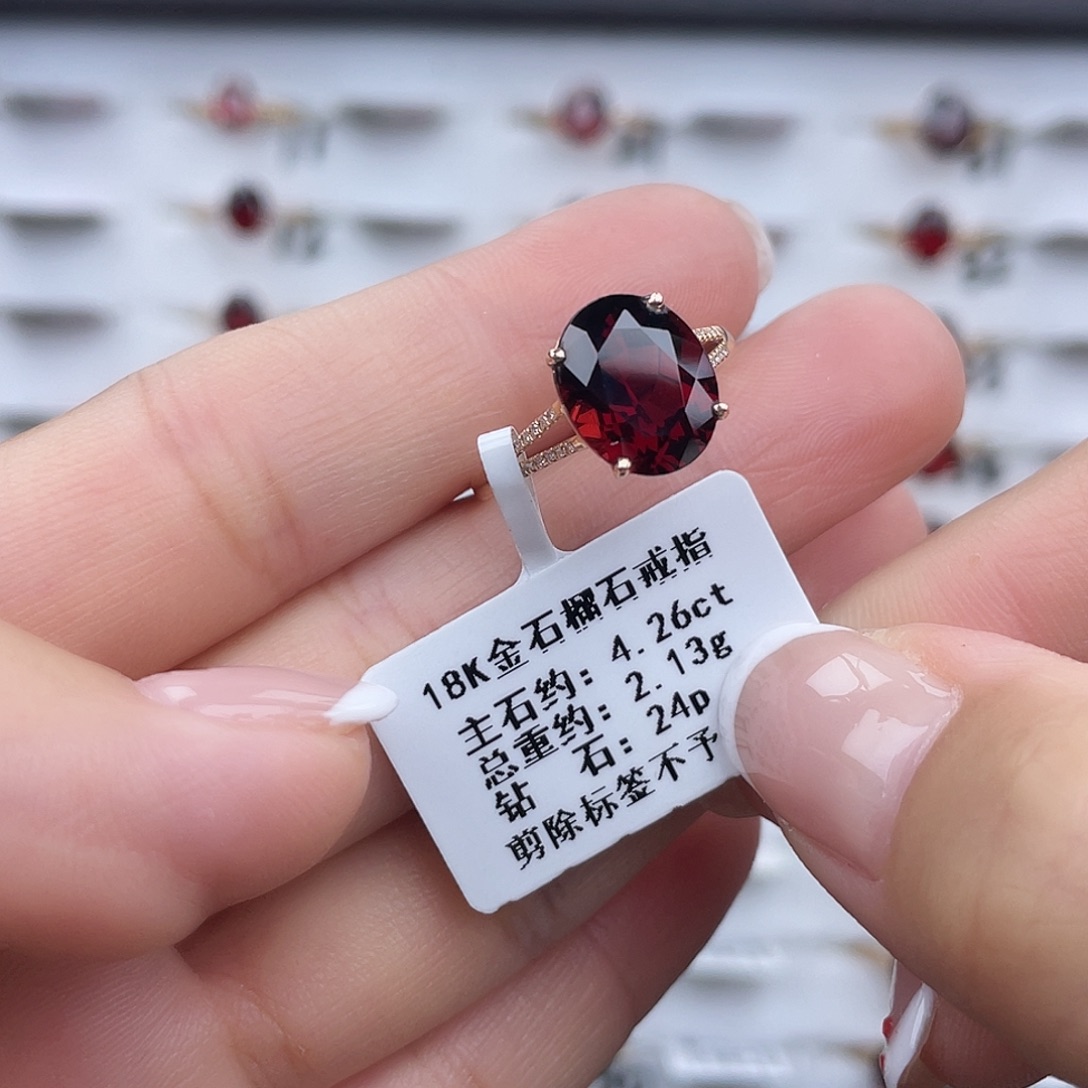 18K金石榴石戒指
主石约: 4.26ct
总重约: 2.13g
钻 石: 24p
剪除标签不予